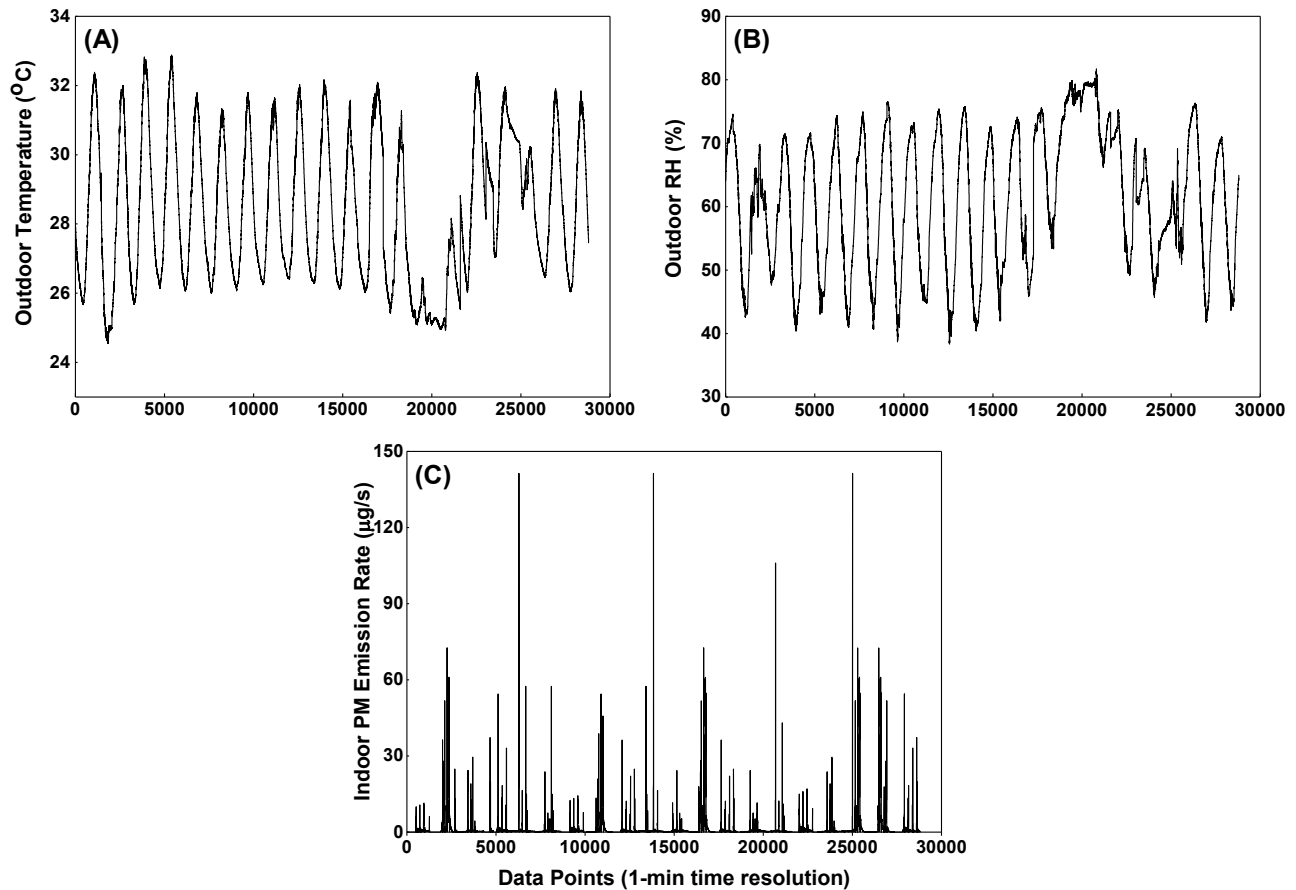 (A)
Outdoor Temperature (°C)
34
32
30
28
26
24
0 5000 10000 15000 20000 25000 30000
(B)
Outdoor RH (%)
90
80
70
60
50
40
30
0 5000 10000 15000 20000 25000 30000
(C)
Indoor PM Emission Rate (μg/s)
150
120
90
60
30
0
0 5000 10000 15000 20000 25000 30000
Data Points (1-min time resolution)